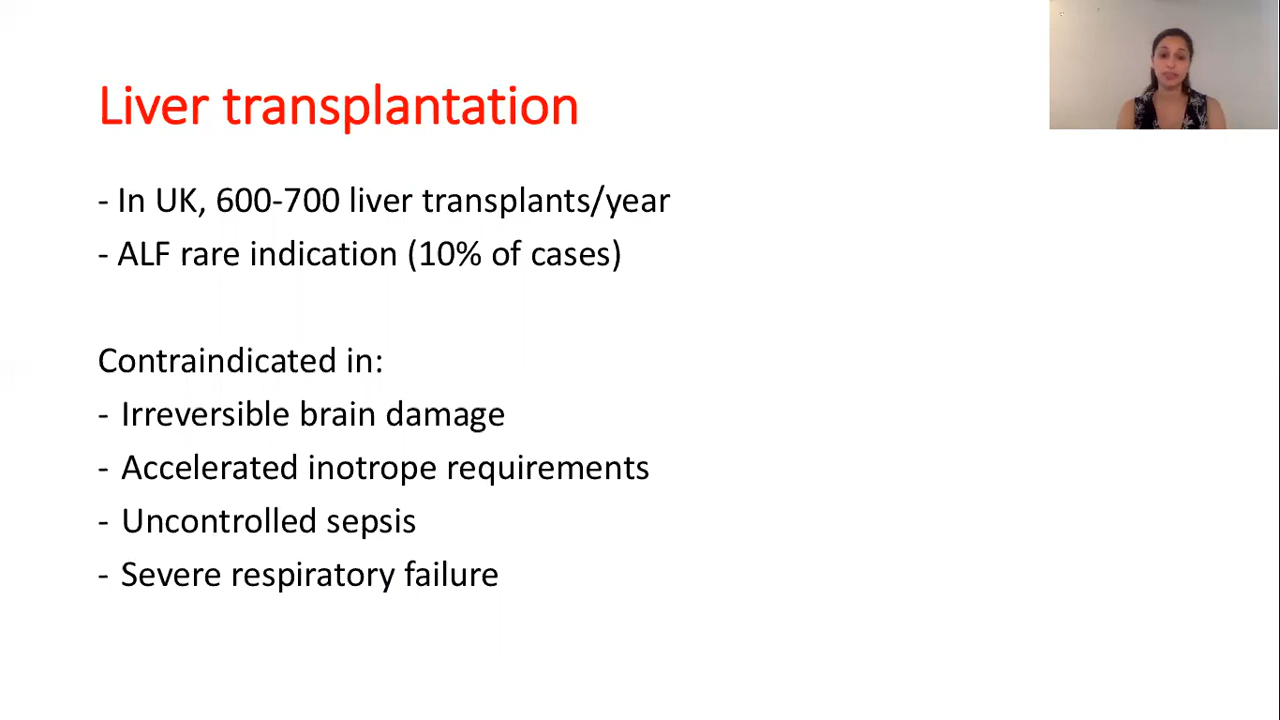 Liver transplantation
- In UK, 600-700 liver transplants/year
- ALF rare indication (10% of cases)
Contraindicated in:
- Irreversible brain damage
- Accelerated inotrope requirements
- Uncontrolled sepsis
- Severe respiratory failure